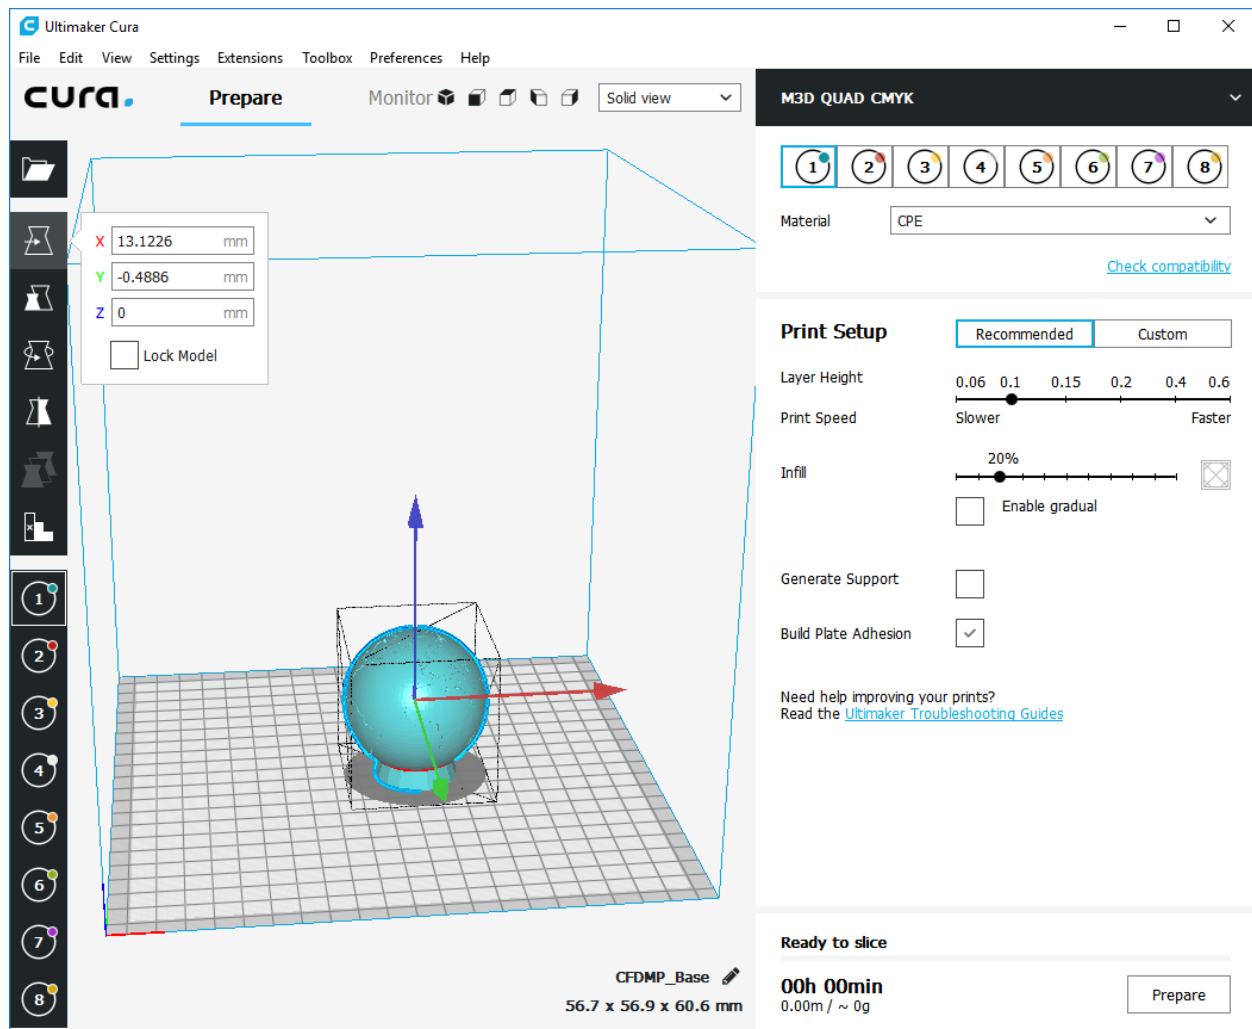 Ultimaker Cura
File Edit View Settings Extensions Toolbox Preferences Help
cura. Prepare Monitor Solid view
M3D QUAD CMYK
1 2 3 4 5 6 7 8
Material CPE
Check compatibility
X 13.1226 mm
Y -0.4886 mm
Z 0 mm
Lock Model
Print Setup Recommended Custom
Layer Height 0.06 0.1 0.15 0.2 0.4 0.6
Print Speed Slower Faster
20%
Infill
Enable gradual
Generate Support
Build Plate Adhesion
Need help improving your prints?
Read the Ultimaker Troubleshooting Guides
1
2
3
4
5
6
7
8
CFDMP_Base
56.7 x 56.9 x 60.6 mm
Ready to slice
00h 00min
0.00m / ~ 0g
Prepare